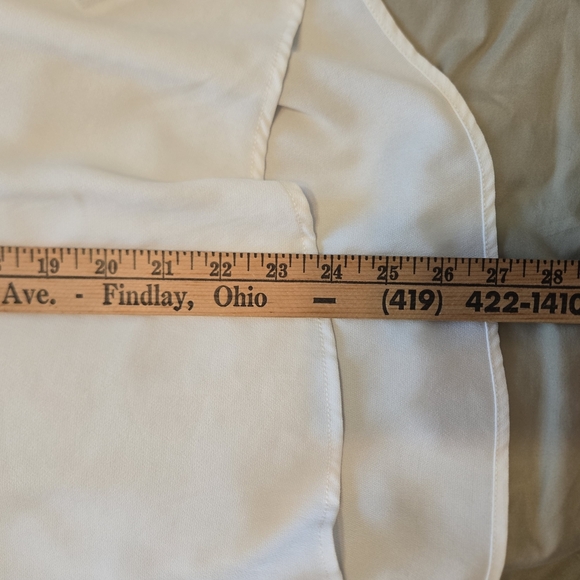 19 20 21 22 23 24 25 26 27 28
Ave. - Findlay, Ohio — (419) 422-1410